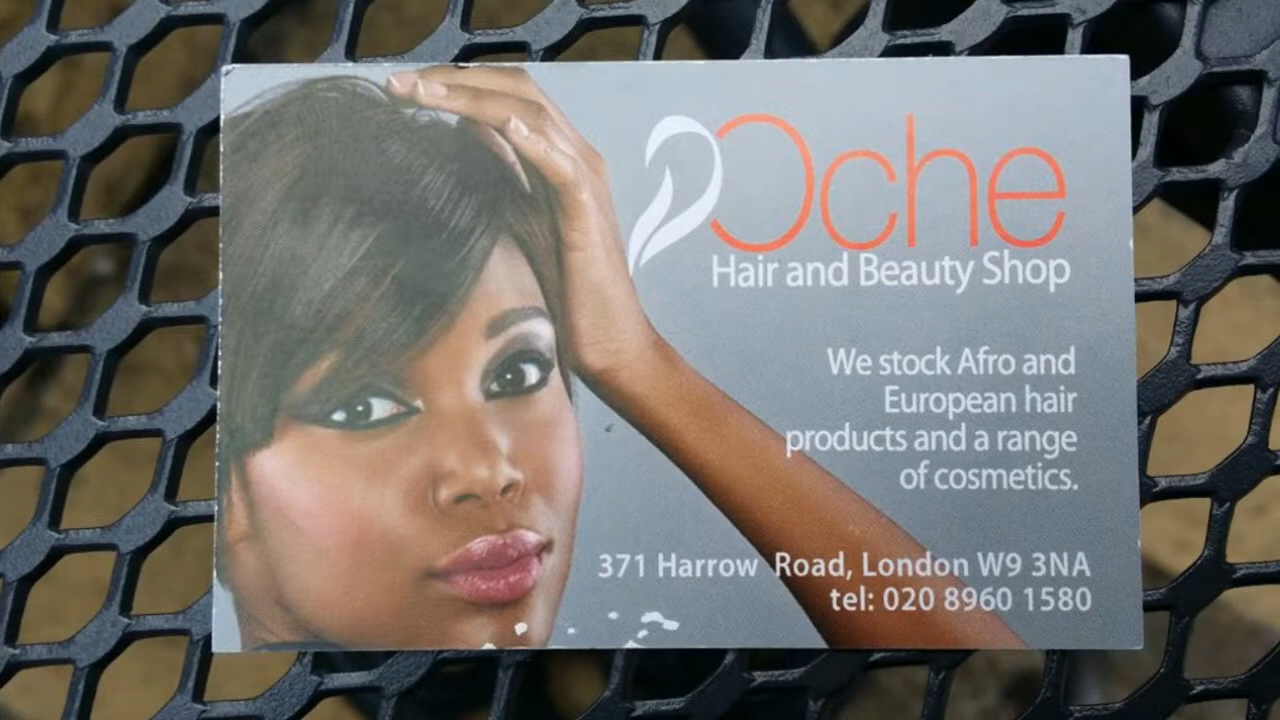 Oche
Hair and Beauty Shop
We stock Afro and
European hair
products and a range
of cosmetics.
371 Harrow Road, London W9 3NA
tel: 020 8960 1580